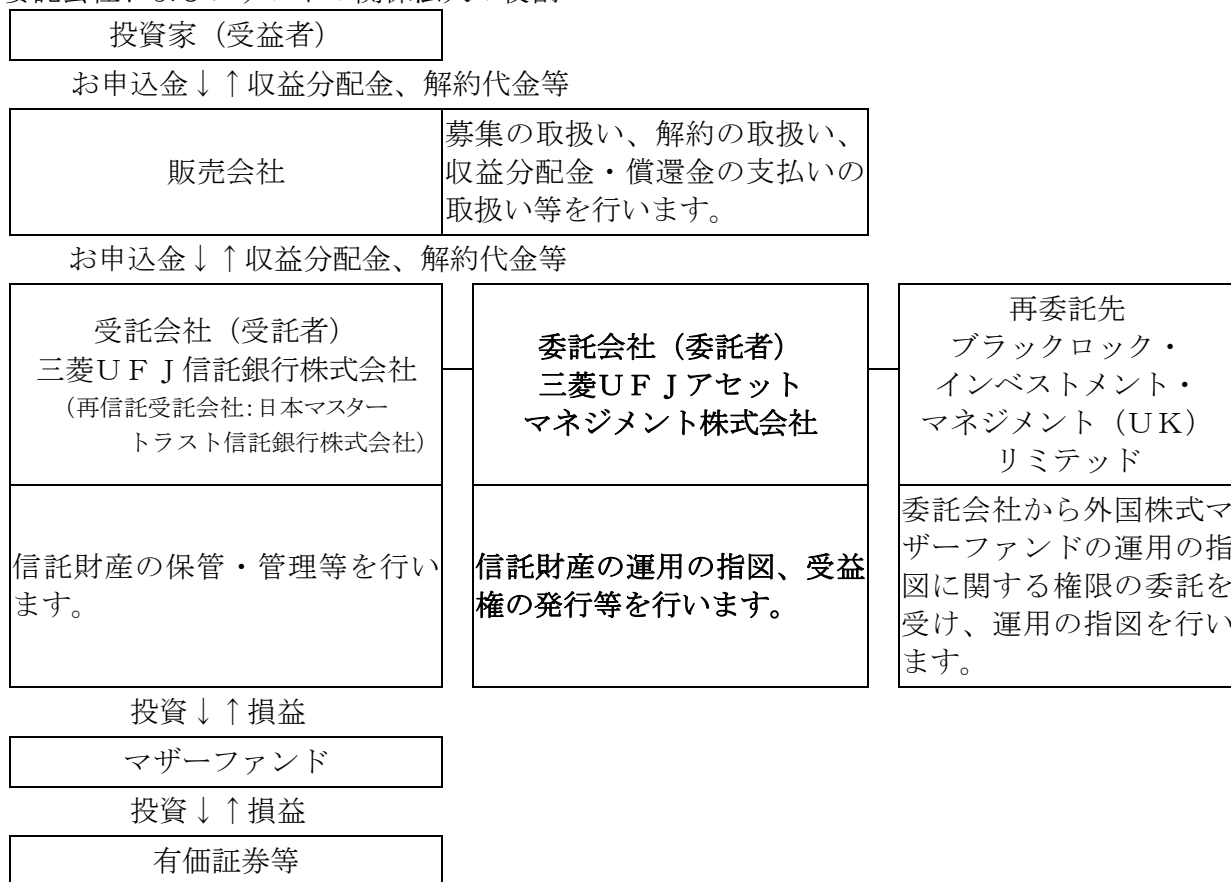 投資家（受益者）
お申込金↓↑収益分配金、解約代金等
販売会社
募集の取扱い、解約の取扱い、
収益分配金・償還金の支払いの
取扱い等を行います。
お申込金↓↑収益分配金、解約代金等
受託会社（受託者）
三菱ＵＦＪ信託銀行株式会社
（再信託受託会社：日本マスター
トラスト信託銀行株式会社）
信託財産の保管・管理等を行い
ます。
委託会社（委託者）
三菱ＵＦＪアセット
マネジメント株式会社
信託財産の運用の指図、受益
権の発行等を行います。
再委託先
ブラックロック・
インベストメント・
マネジメント（ＵＫ）
リミテッド
委託会社から外国株式マ
ザーファンドの運用の指
図に関する権限の委託を
受け、運用の指図を行い
ます。
投資↓↑損益
マザーファンド
投資↓↑損益
有価証券等